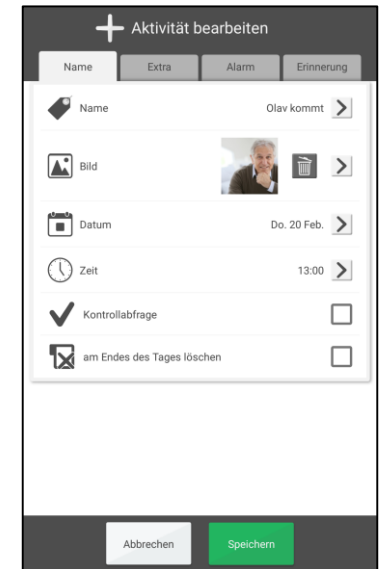 Aktivität bearbeiten
Name Extra Alarm Erinnerung
Name Olav kommt
Bild
Datum Do. 20 Feb.
Zeit 13:00
Kontrollabfrage
am Endes des Tages löschen
Abbrechen Speichern